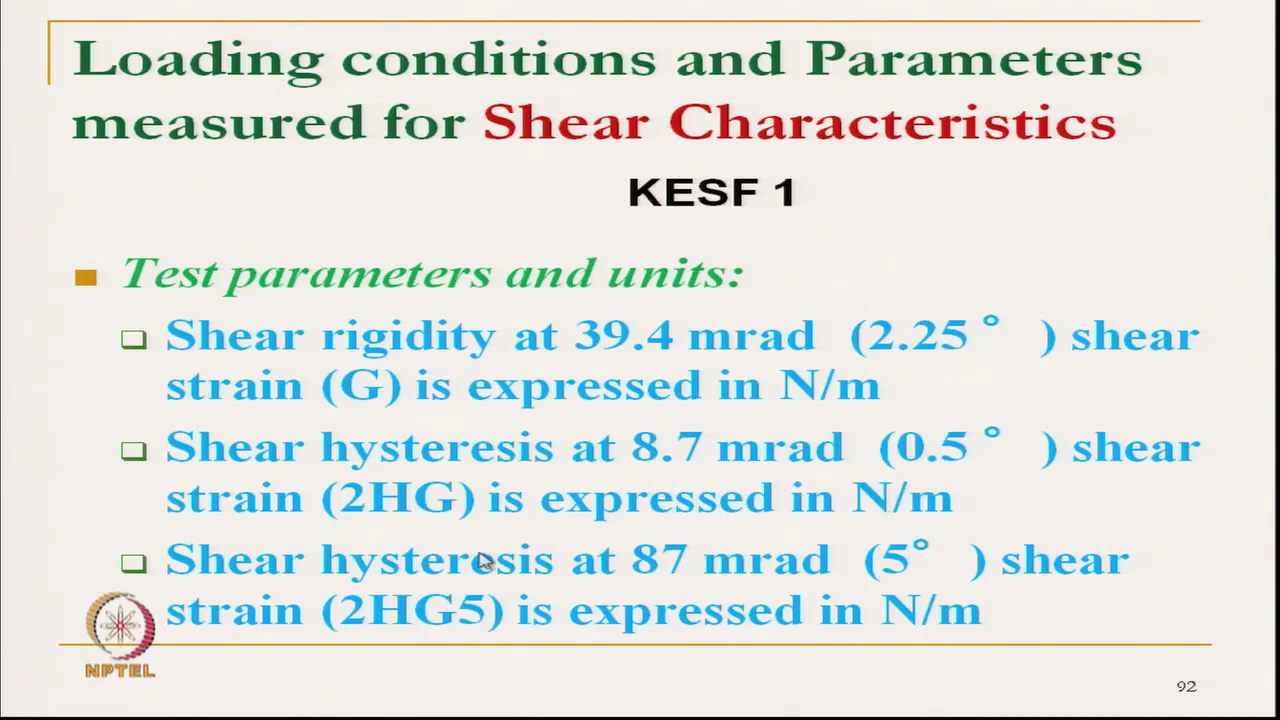 Loading conditions and Parameters
measured for Shear Characteristics
KESF 1
Test parameters and units:
Shear rigidity at 39.4 mrad (2.25° ) shear
strain (G) is expressed in N/m
Shear hysteresis at 8.7 mrad (0.5° ) shear
strain (2HG) is expressed in N/m
Shear hysteresis at 87 mrad (5° ) shear
strain (2HG5) is expressed in N/m
NPTEL
92